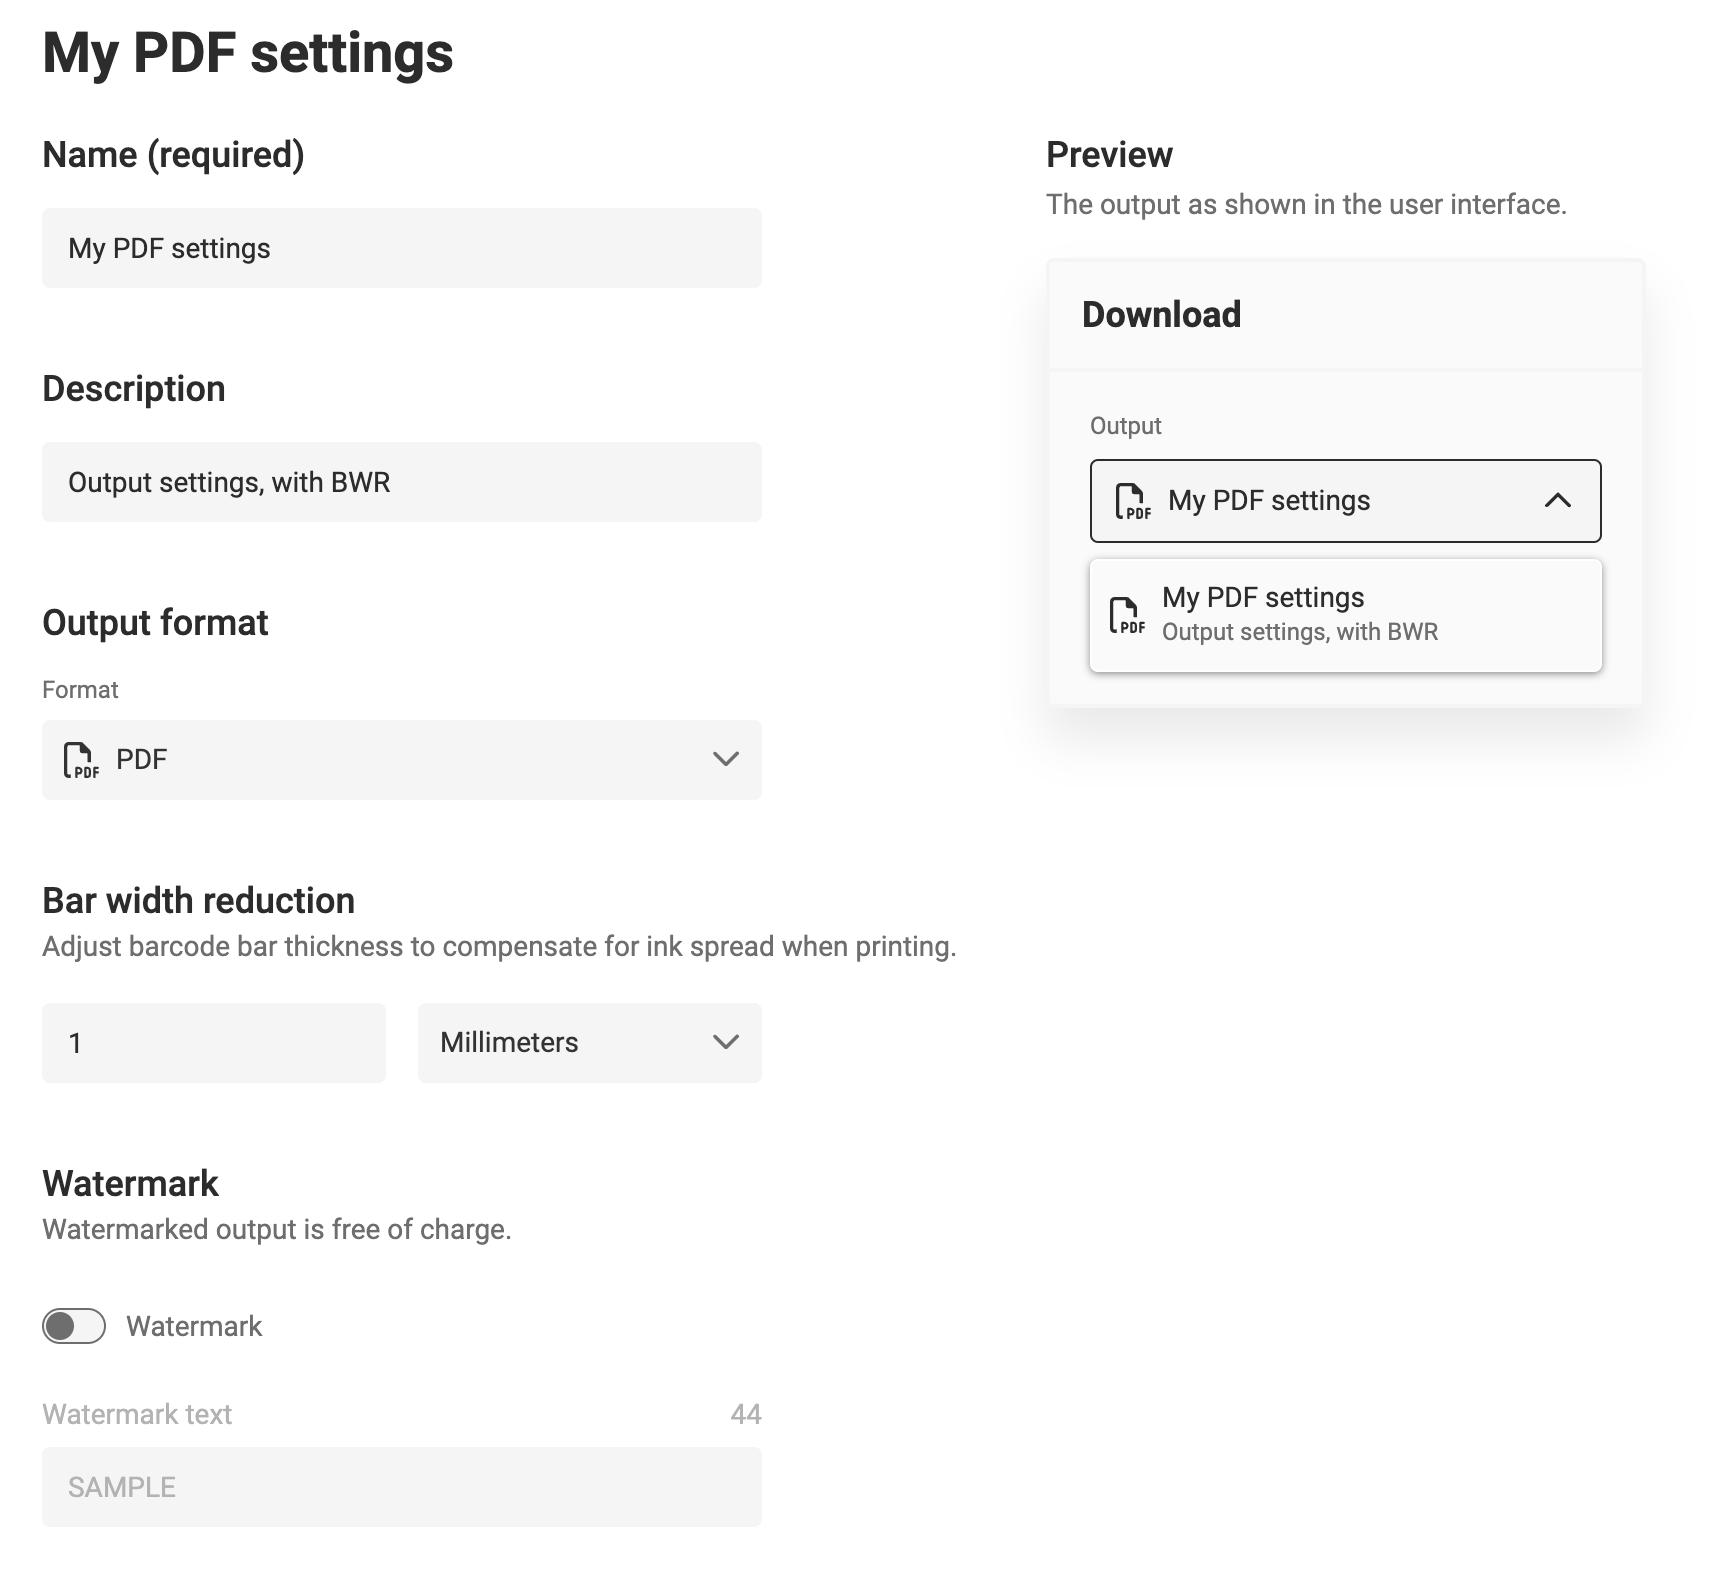 My PDF settings
Name (required)
My PDF settings
Description
Output settings, with BWR
Output format
Format
PDF PDF
Bar width reduction
Adjust barcode bar thickness to compensate for ink spread when printing.
1 Millimeters
Watermark
Watermarked output is free of charge.
Watermark
Watermark text 44
SAMPLE
Preview
The output as shown in the user interface.
Download
Output
PDF My PDF settings
PDF My PDF settings
Output settings, with BWR